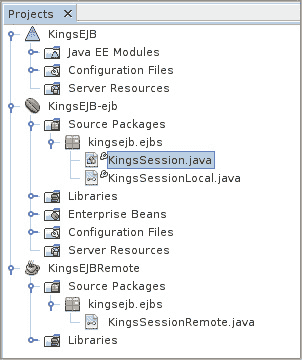 Projects
KingsEJB
Java EE Modules
Configuration Files
Server Resources
KingsEJB-ejb
Source Packages
kingsejb.ejbs
KingsSession.java
KingsSessionLocal.java
Libraries
Enterprise Beans
Configuration Files
Server Resources
KingsEJBRemote
Source Packages
kingsejb.ejbs
KingsSessionRemote.java
Libraries